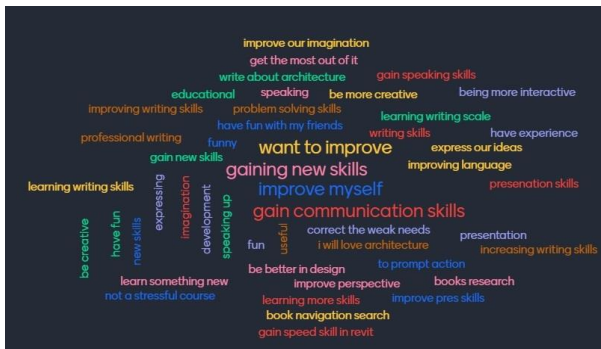 improve our imagination
get the most out of it
write about architecture
gain speaking skills
educational
speaking
be more creative
being more interactive
improving writing skills
problem solving skills
learning writing scale
have fun with my friends
professional writing
funny
writing skills
have experience
want to improve
express our ideas
gain new skills
gaining new skills
improving language
learning writing skills
improve myself
presenation skills
expressing
imagination
development
speaking up
gain communication skills
be creative
have fun
new skills
useful
correct the weak needs
presentation
fun
i will love architecture
increasing writing skills
be better in design
to prompt action
learn something new
improve perspective
books research
not a stressful course
learning more skills
improve pres skills
book navigation search
gain speed skill in revit